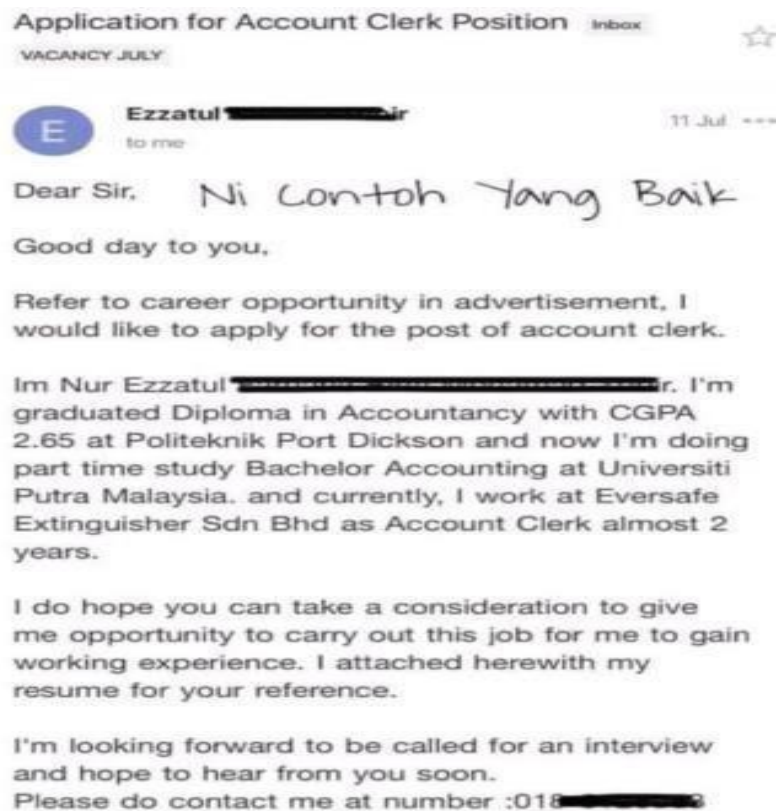 Application for Account Clerk Position Inbox
VACANCY JULY
E
Ezzatul ir
11 Jul
to me
Dear Sir, Ni Contoh Yang Baik
Good day to you,
Refer to career opportunity in advertisement, I
would like to apply for the post of account clerk.
Im Nur Ezzatul r. I'm
graduated Diploma in Accountancy with CGPA
2.65 at Politeknik Port Dickson and now I'm doing
part time study Bachelor Accounting at Universiti
Putra Malaysia. and currently, I work at Eversafe
Extinguisher Sdn Bhd as Account Clerk almost 2
years.
I do hope you can take a consideration to give
me opportunity to carry out this job for me to gain
working experience. I attached herewith my
resume for your reference.
I'm looking forward to be called for an interview
and hope to hear from you soon.
Please do contact me at number :018